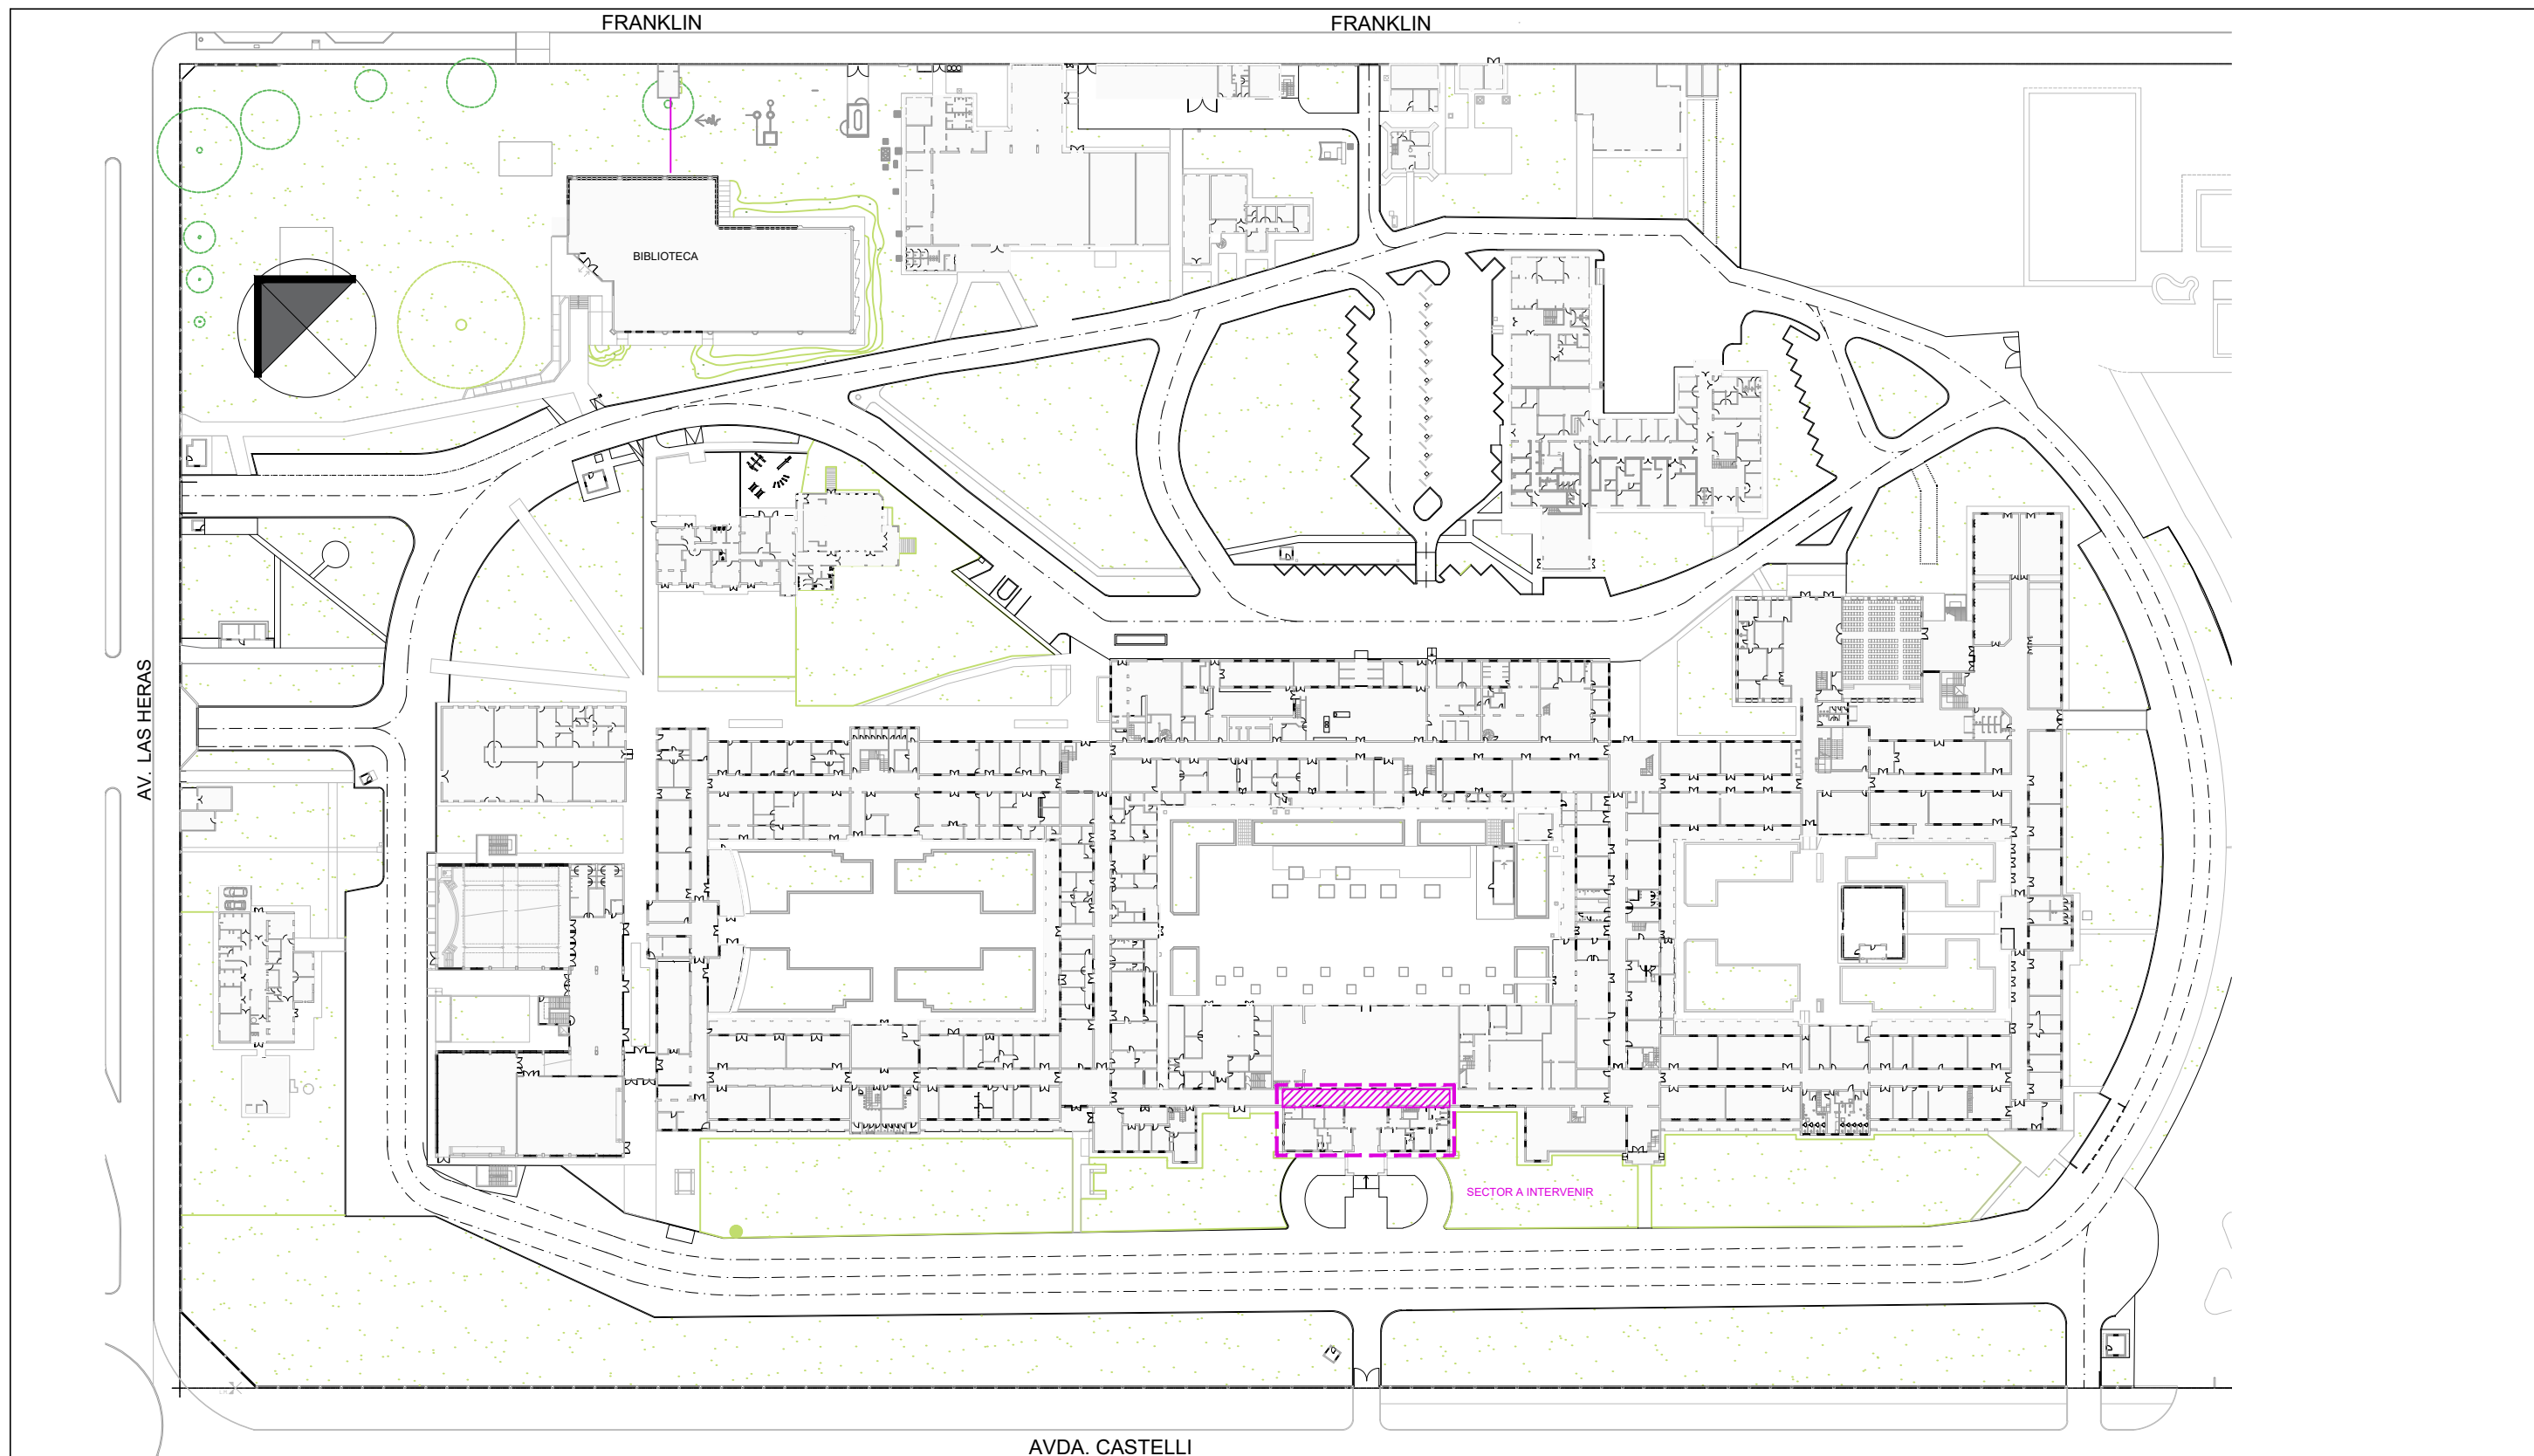 FRANKLIN
FRANKLIN
BIBLIOTECA
AV. LAS HERAS
SECTOR A INTERVENIR
AVDA. CASTELLI